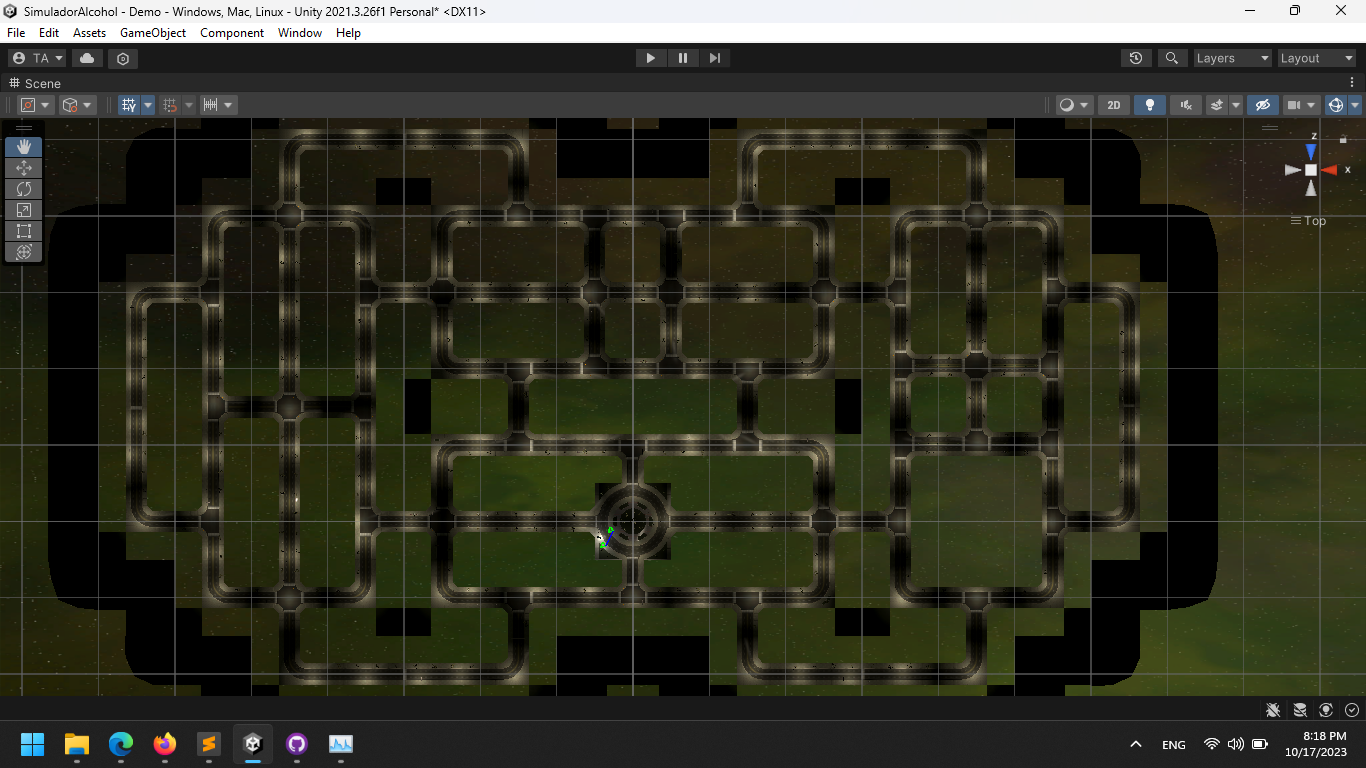 SimuladorAlcohol - Demo - Windows, Mac, Linux - Unity 2021.3.26f1 Personal* <DX11>
File Edit Assets GameObject Component Window Help
TA Layers Layout
Scene
2D
z
x
Top
ENG
8:18 PM
10/17/2023